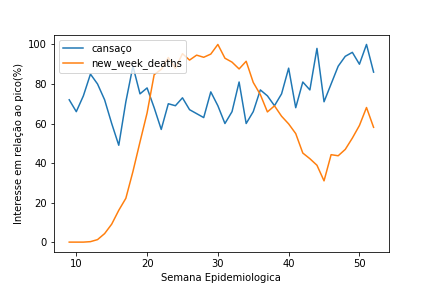 cansaço
new_week_deaths
Interesse em relação ao pico(%)
100
80
60
40
20
0
10
20
30
40
50
Semana Epidemiologica